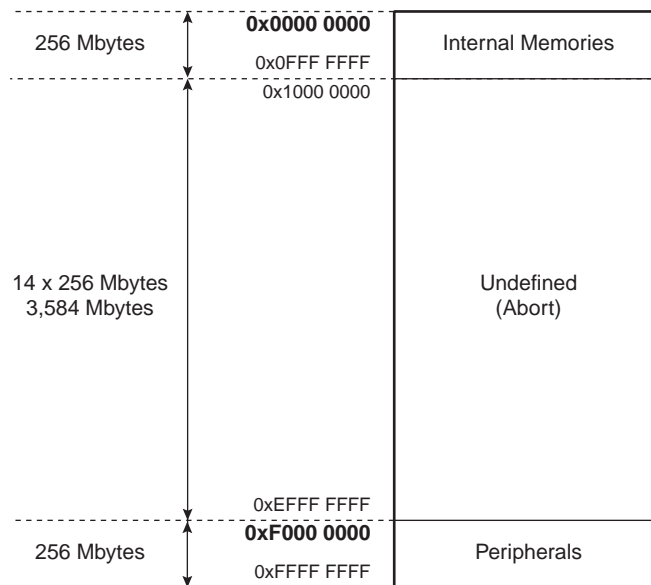 256 Mbytes
0x0000 0000
0x0FFF FFFF
Internal Memories
0x1000 0000
14 x 256 Mbytes
3,584 Mbytes
Undefined
(Abort)
0xEFFF FFFF
256 Mbytes
0xF000 0000
0xFFFF FFFF
Peripherals